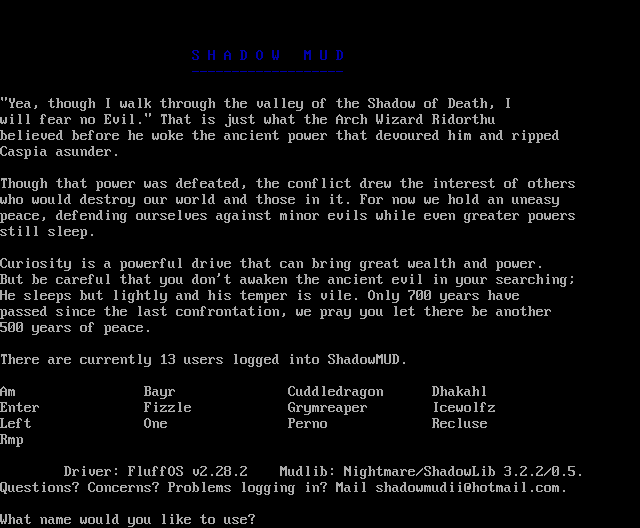 SHADOW MUD
-------------------
"Yea, though I walk through the valley of the Shadow of Death, I
will fear no Evil." That is just what the Arch Wizard Ridorthu
believed before he woke the ancient power that devoured him and ripped
Caspia asunder.
Though that power was defeated, the conflict drew the interest of others
who would destroy our world and those in it. For now we hold an uneasy
peace, defending ourselves against minor evils while even greater powers
still sleep.
Curiosity is a powerful drive that can bring great wealth and power.
But be careful that you don't awaken the ancient evil in your searching;
He sleeps but lightly and his temper is vile. Only 700 years have
passed since the last confrontation, we pray you let there be another
500 years of peace.
There are currently 13 users logged into ShadowMUD.
Am Bayr Cuddledragon Dhakahl
Enter Fizzle Grymreaper Icewolfz
Left One Perno Recluse
Rmp
Driver: FluffOS v2.28.2 Mudlib: Nightmare/ShadowLib 3.2.2/0.5.
Questions? Concerns? Problems logging in? Mail shadowmudii@hotmail.com.
What name would you like to use?